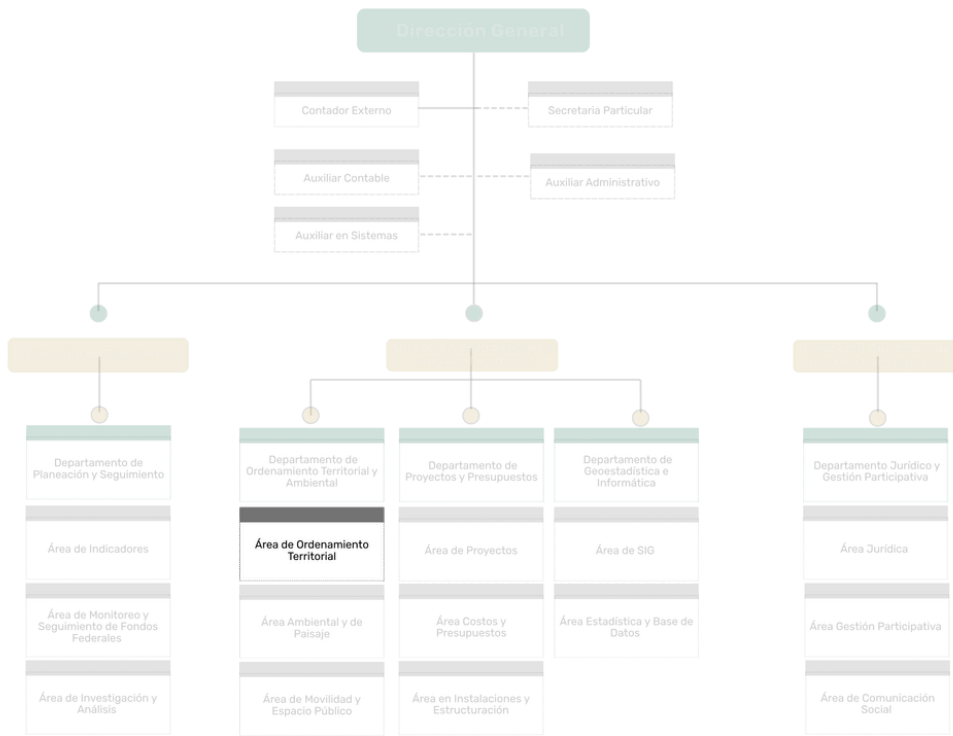 Dirección General
Contador Externo
Secretaria Particular
Auxiliar Contable
Auxiliar Administrativo
Auxiliar en Sistemas
Departamento de
Planeación y Seguimiento
Área de Indicadores
Área de Monitoreo y
Seguimiento de Fondos
Federales
Área de Investigación y
Análisis
Departamento de
Ordenamiento Territorial y
Ambiental
Área de Ordenamiento
Territorial
Área Ambiental y de
Paisaje
Área de Movilidad y
Espacio Público
Departamento de
Proyectos y Presupuestos
Área de Proyectos
Área Costos y
Presupuestos
Área en Instalaciones y
Estructuración
Departamento de
Geoestadística e
Informática
Área de SIG
Área Estadística y Base de
Datos
Departamento Jurídico y
Gestión Participativa
Área Jurídica
Área Gestión Participativa
Área de Comunicación
Social